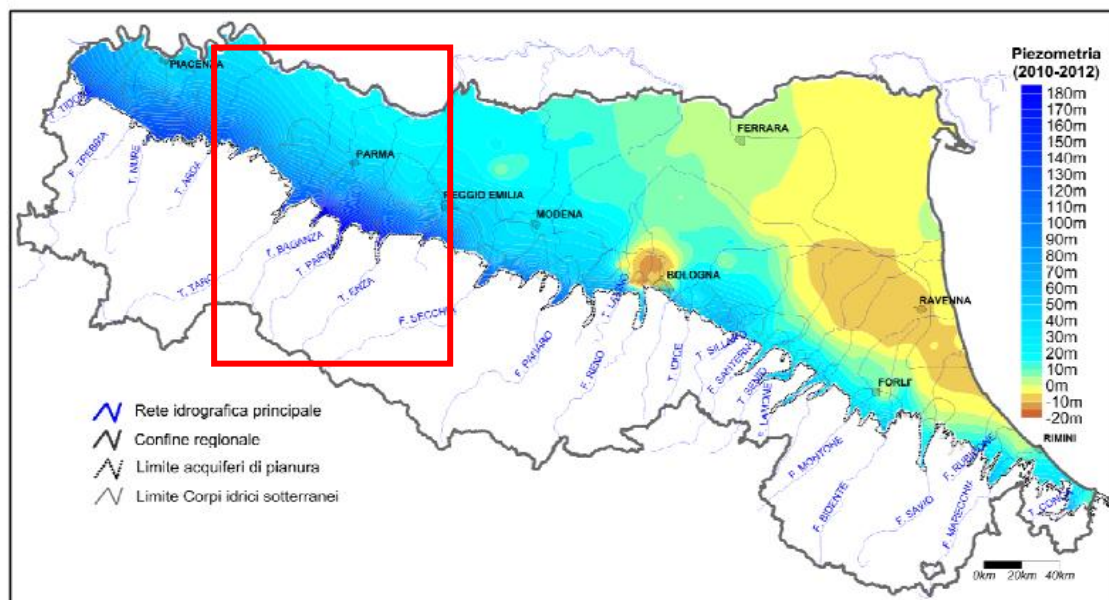 Piezometria
(2010-2012)
180m
170m
160m
150m
140m
130m
120m
110m
100m
90m
80m
70m
60m
50m
40m
30m
20m
10m
0m
-10m
-20m
PIACENZA
PARMA
REGGIO EMILIA
MODENA
FERRARA
BOLOGNA
RAVENNA
FORLI'
RIMINI
F. TREBBIA
T. NURE
T. ARDA
T. TARO
T. BAGANZA
T. ENZA
F. SECCHIA
F. PANARO
F. RENO
T. IDICE
T. SILLARO
F. SANTERNO
T. SENIO
F. LAMONE
F. MONTONE
F. BIDENTE
F. SAVIO
F. RUBICONE
F. MARECCHIA
Rete idrografica principale
Confine regionale
Limite acquiferi di pianura
Limite Corpi idrici sotterranei
0km 20km 40km